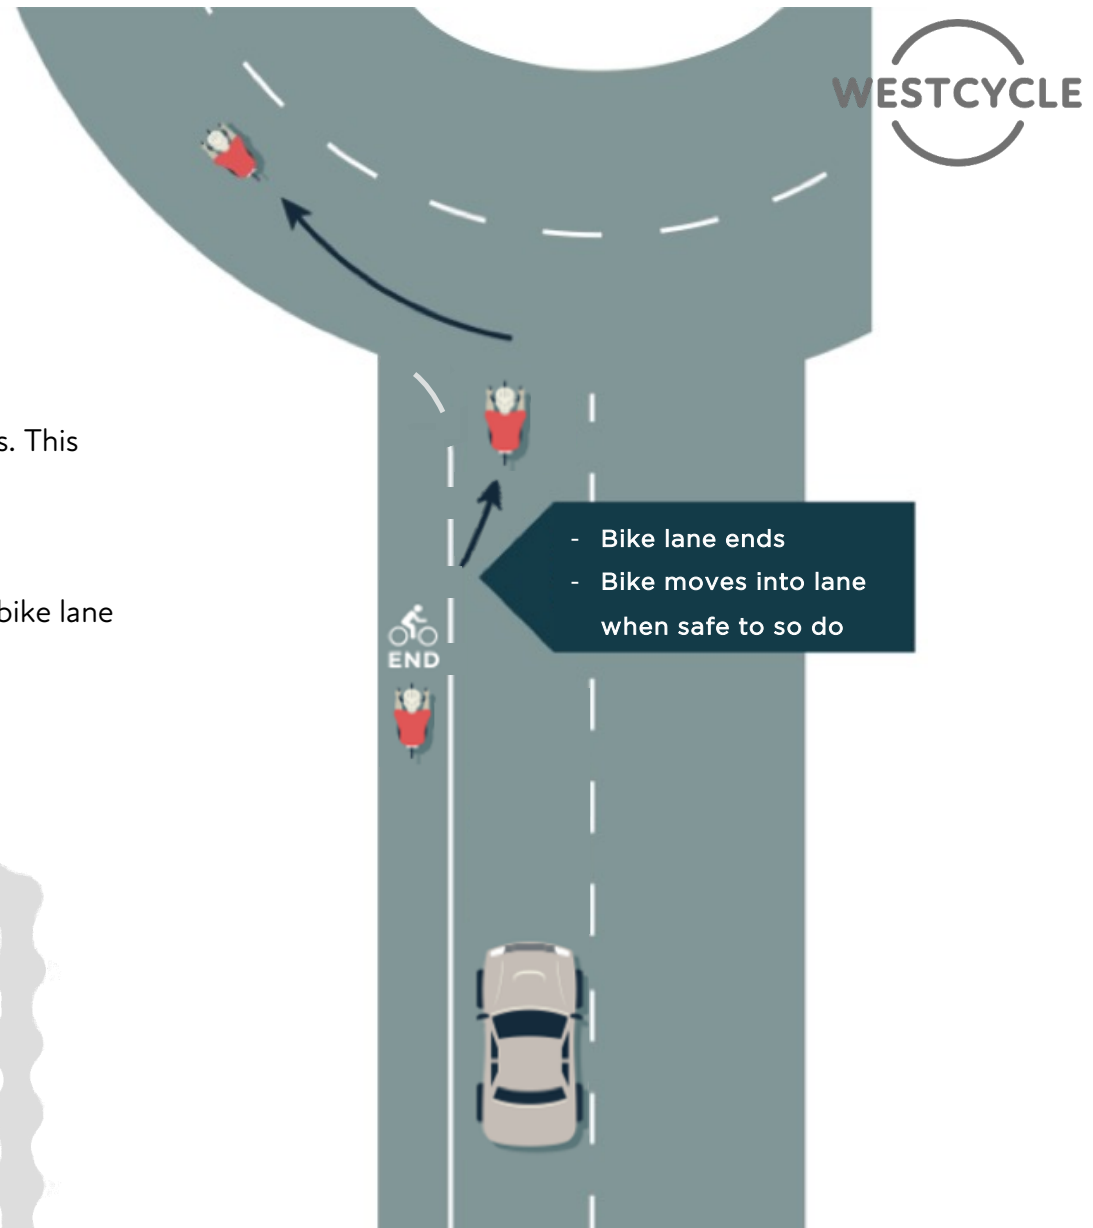 WESTCYCLE
s. This
- Bike lane ends
- Bike moves into lane
when safe to so do
bike lane
END